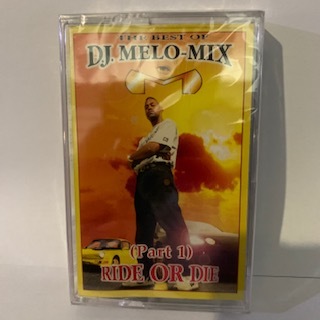 THE BEST OF
DJ. MELO-MIX
M
(Part 1)
RIDE OR DIE